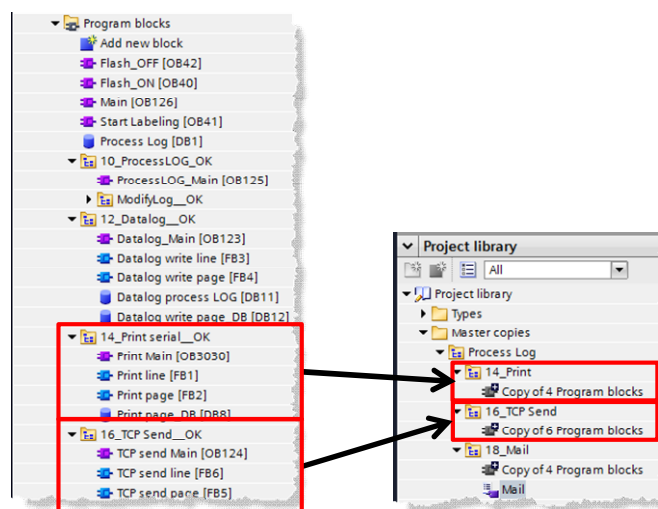 Program blocks
Add new block
Flash_OFF [OB42]
Flash_ON [OB40]
Main [OB126]
Start Labeling [OB41]
Process Log [DB1]
10_ProcessLOG_OK
ProcessLOG_Main [OB125]
ModifyLog__OK
12_Datalog__OK
Datalog_Main [OB123]
Datalog write line [FB3]
Datalog write page [FB4]
Datalog process LOG [DB11]
Datalog write page_DB [DB12]
14_Print serial__OK
Print Main [OB3030]
Print line [FB1]
Print page [FB2]
Print page_DB [DB8]
16_TCP Send__OK
TCP send Main [OB124]
TCP send line [FB6]
TCP send page [FB5]
Project library
All
Project library
Types
Master copies
Process Log
14_Print
Copy of 4 Program blocks
16_TCP Send
Copy of 6 Program blocks
18_Mail
Copy of 4 Program blocks
Mail